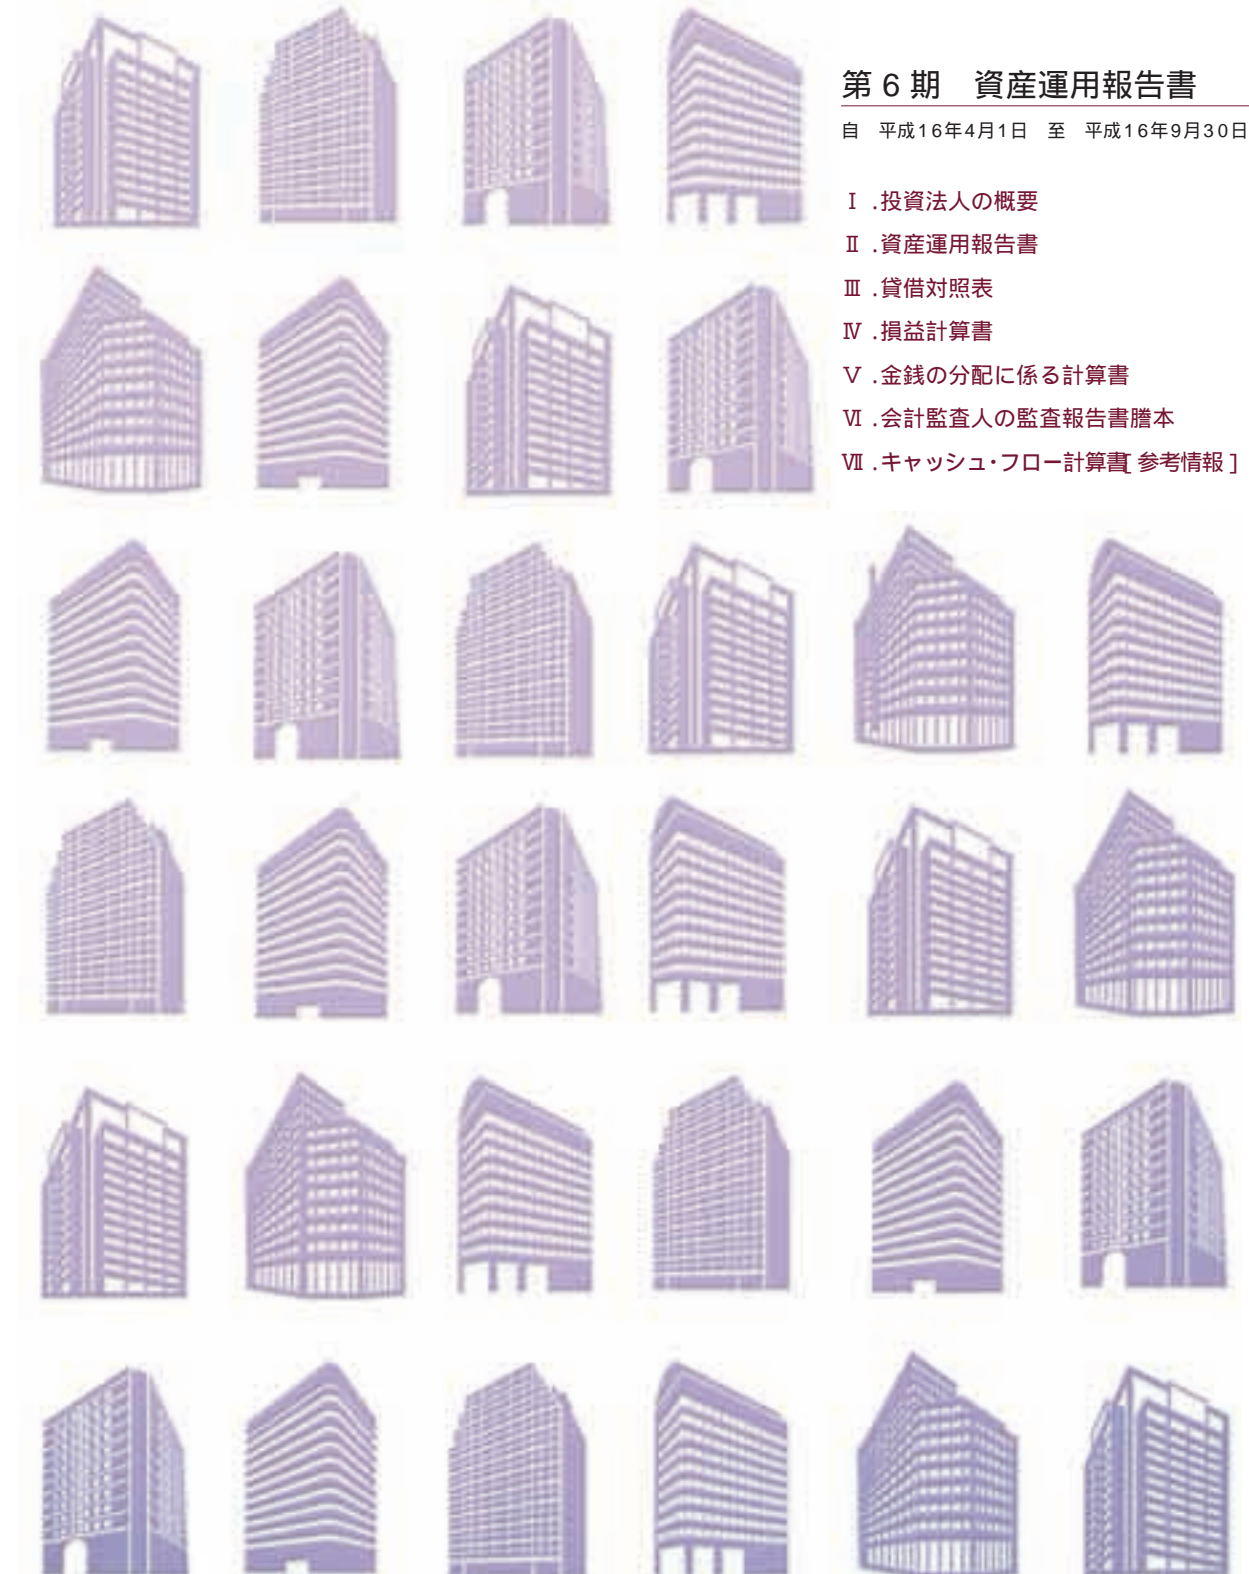 第6期　資産運用報告書
自　平成16年4月1日　至　平成16年9月30日
Ⅰ.投資法人の概要
Ⅱ.資産運用報告書
Ⅲ.貸借対照表
Ⅳ.損益計算書
Ⅴ.金銭の分配に係る計算書
Ⅵ.会計監査人の監査報告書謄本
Ⅶ.キャッシュ・フロー計算書[参考情報]